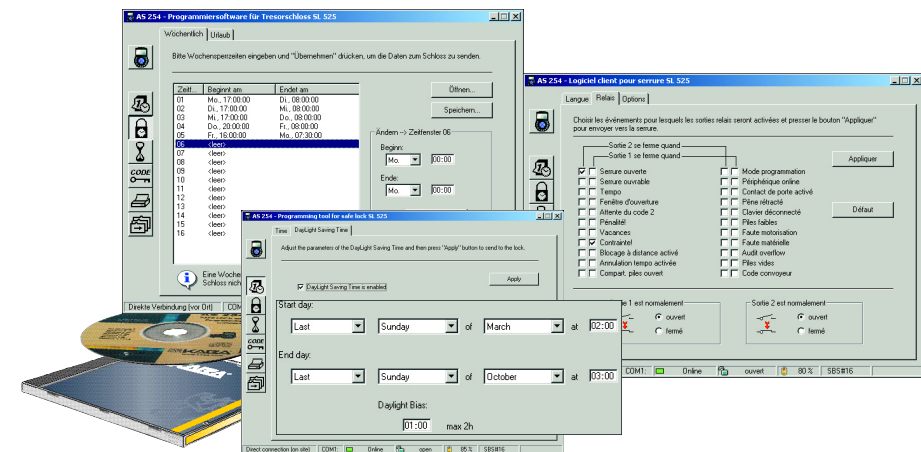 AS 254 - Programmiersoftware für Tresorschloss SL 525
Wöchentlich Urlaub
Bitte Wochensperrzeiten eingeben und "Übernehmen" drücken, um die Daten zum Schloss zu senden.
Zeitf... Beginnt am Endet am
01 Mo., 17:00:00 Di., 08:00:00
02 Di., 17:00:00 Mi., 08:00:00
03 Mi., 17:00:00 Do., 08:00:00
04 Do., 20:00:00 Fr., 08:00:00
05 Fr., 16:00:00 Mo., 07:30:00
06 <leer>
07 <leer>
08 <leer>
09 <leer>
10 <leer>
11 <leer>
12 <leer>
13 <leer>
14 <leer>
15 <leer>
16 <leer>
Öffnen...
Speichern...
Ändern --> Zeitfenster 06
Beginn:
Mo. 00:00
Ende:
Mo. 00:00
CODE
Eine Woche
Schloss nich
Direkte Verbindung (vor Ort) COM
AS 254 - Logiciel client pour serrure SL 525
Langue Relais Options
Choisir les événements pour lesquels les sorties relais seront activées et presser le bouton "Appliquer"
pour envoyer vers la serrure.
Sortie 2 se ferme quand
Sortie 1 se ferme quand
Serrure ouverte
Serrure ouvrable
Tempo
Fenêtre d'ouverture
Attente du code 2
Pénalité!
Vacances
Contrainte!
Blocage à distance activé
Annulation tempo activée
Compart. piles ouvert
Mode programmation
Périphérique online
Contact de porte activé
Pêne rétracté
Clavier déconnecté
Piles faibles
Faute motorisation
Faute matérielle
Audit overflow
Piles vides
Code convoyeur
Appliquer
Défaut
ie 1 est normalement
ouvert
fermé
Sortie 2 est normalement
ouvert
fermé
COM1: Online ouvert 80 % SBS#16
AS 254 - Programming tool for safe lock SL 525
Time DayLight Saving Time
Adjust the parameters of the DayLight Saving Time and then press "Apply" button to send to the lock.
Apply
DayLight Saving Time is enabled
CODE
Start day:
Last Sunday of March at 02:00
End day:
Last Sunday of October at 03:00
Daylight Bias:
01:00 max 2h
Direct connection (on site) COM1: Online open 85 % SBS#16
KABA